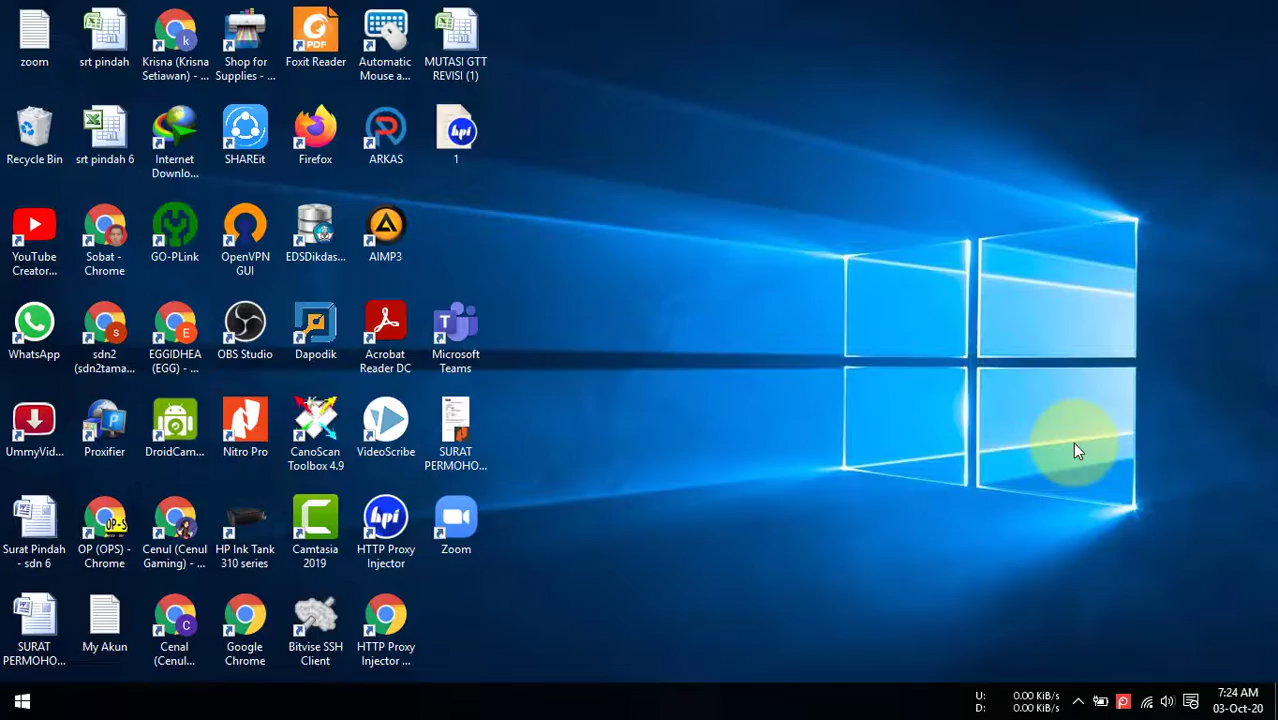 zoom
srt pindah
Krisna (Krisna
Setiawan) - ...
Shop for
Supplies - ...
PDF
Foxit Reader
Automatic
Mouse a...
MUTASI GTT
REVISI (1)
Recycle Bin
srt pindah 6
Internet
Downlo...
SHAREit
Firefox
ARKAS
hpi
1
YouTube
Creator...
Sobat -
Chrome
GO-PLink
OpenVPN
GUI
EDSDikdas...
AIMP3
WhatsApp
sdn2
(sdn2tama...
EGGIDHEA
(EGG) - ...
OBS Studio
Dapodik
Acrobat
Reader DC
Microsoft
Teams
UmmyVid...
Proxifier
DroidCam...
Nitro Pro
CanoScan
Toolbox 4.9
VideoScribe
SURAT
PERMOHO...
Surat Pindah
- sdn 6
OP (OPS) -
Chrome
Cenul (Cenul
Gaming) - ...
HP Ink Tank
310 series
Camtasia
2019
hpi
HTTP Proxy
Injector
Zoom
SURAT
PERMOHO...
My Akun
Cenal
(Cenul...
Google
Chrome
Bitvise SSH
Client
HTTP Proxy
Injector ...
U: 0.00 KiB/s
D: 0.00 KiB/s
7:24 AM
03-Oct-20